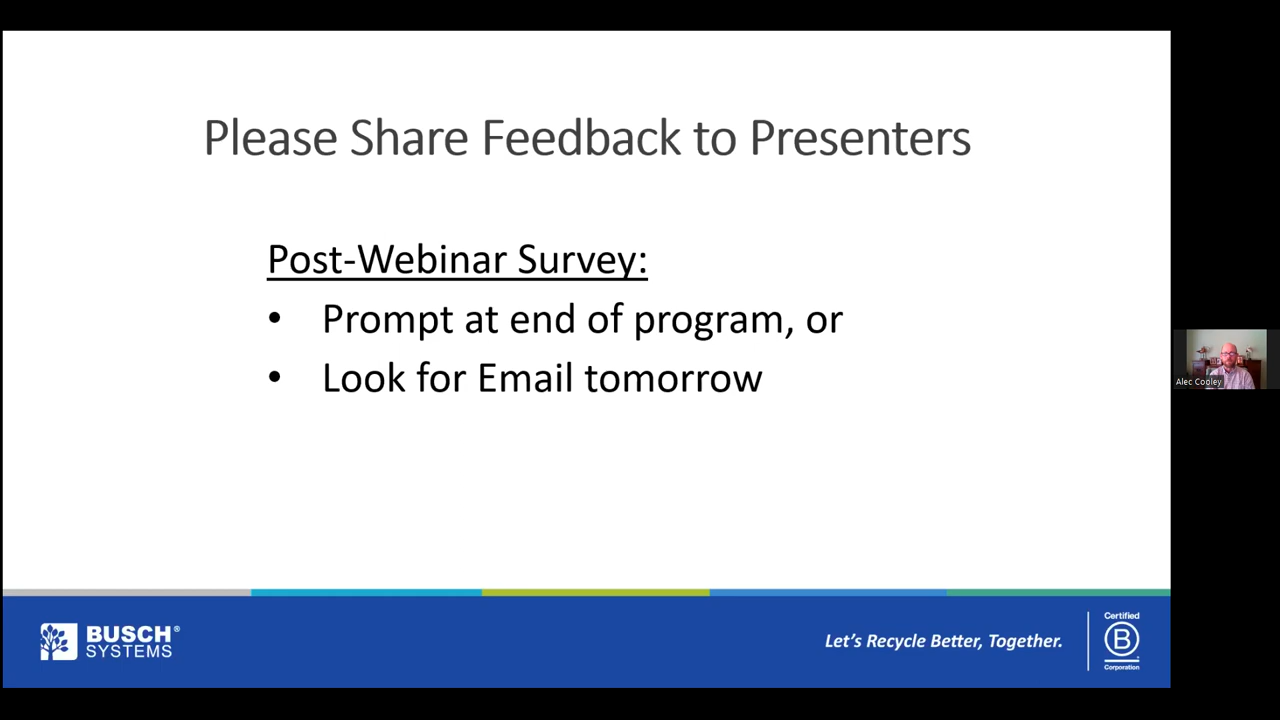 Please Share Feedback to Presenters
Post-Webinar Survey:
• Prompt at end of program, or
• Look for Email tomorrow
Alec Cooley
BUSCH®
SYSTEMS
Let's Recycle Better, Together.
Certified
B
Corporation